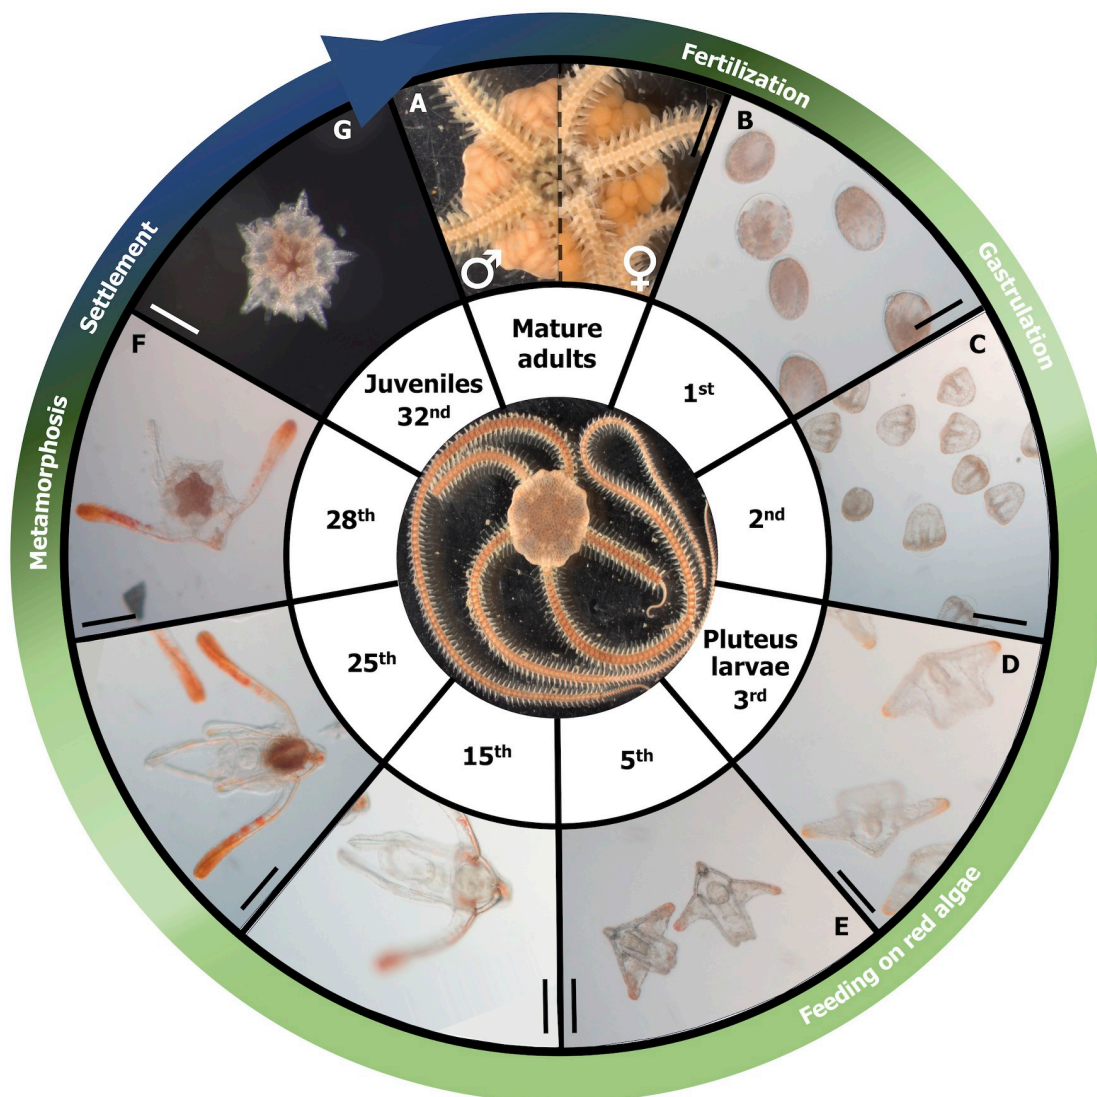 Fertilization
Gastrulation
Feeding on red algae
Metamorphosis
Settlement
A
♂
♀
B
C
D
E
F
G
Mature
adults
1st
2nd
Pluteus
larvae
3rd
5th
15th
25th
28th
Juveniles
32nd